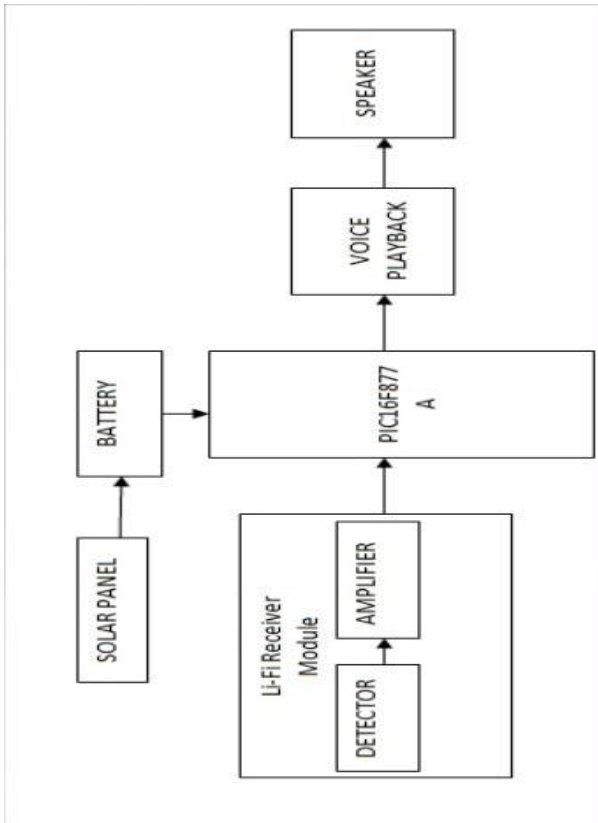 SOLAR PANEL
BATTERY
Li-Fi Receiver
Module
DETECTOR
AMPLIFIER
PIC16F877
A
VOICE
PLAYBACK
SPEAKER